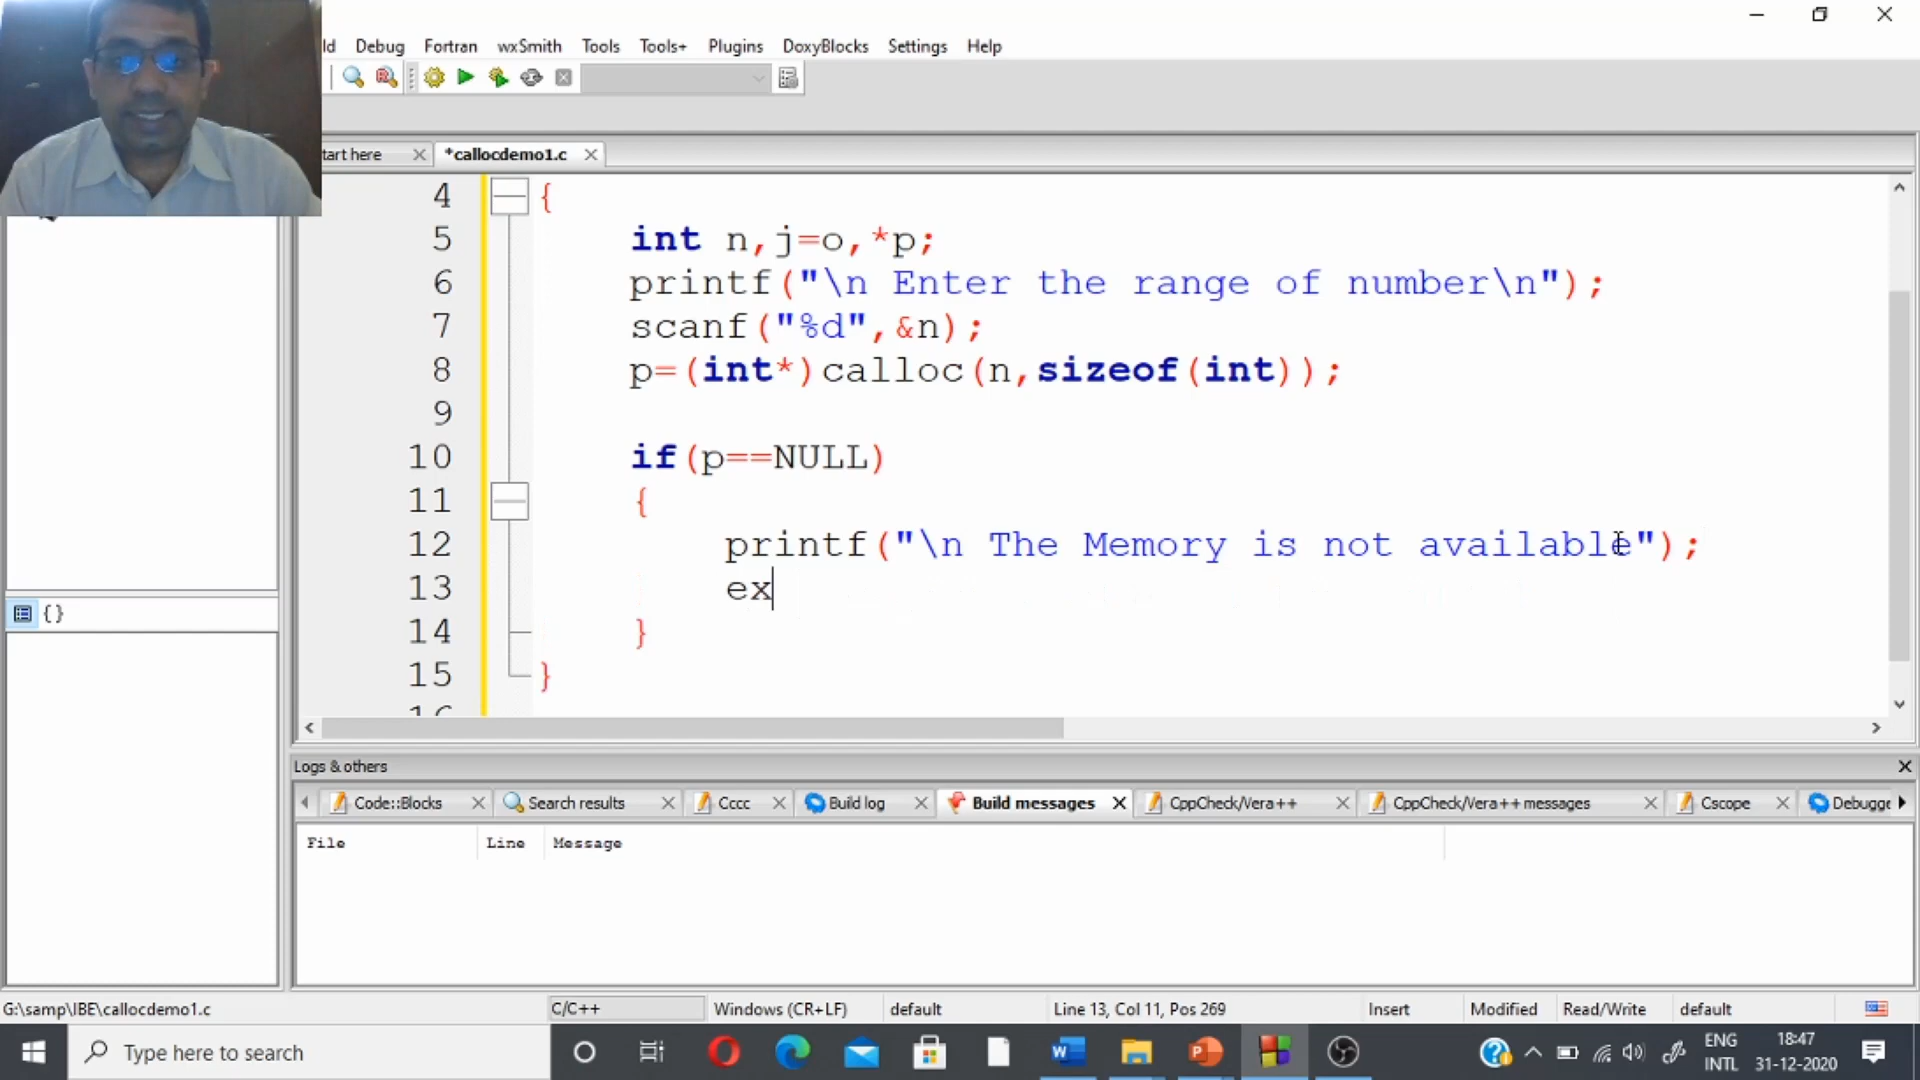 ld Debug Fortran wxSmith Tools Tools+ Plugins DoxyBlocks Settings Help
tart here *callocdemo1.c
4 {
5 int n,j=o,*p;
6 printf("\n Enter the range of number\n");
7 scanf("%d",&n);
8 p=(int*)calloc(n,sizeof(int));
9
10 if(p==NULL)
11 {
12 printf("\n The Memory is not available");
13 ex
14 }
15 }
16
{}
Logs & others
Code::Blocks Search results Cccc Build log Build messages CppCheck/Vera++ CppCheck/Vera++ messages Cscope Debugge
File Line Message
G:\samp\IBE\callocdemo1.c C/C++ Windows (CR+LF) default Line 13, Col 11, Pos 269 Insert Modified Read/Write default
Type here to search
ENG 18:47
INTL 31-12-2020